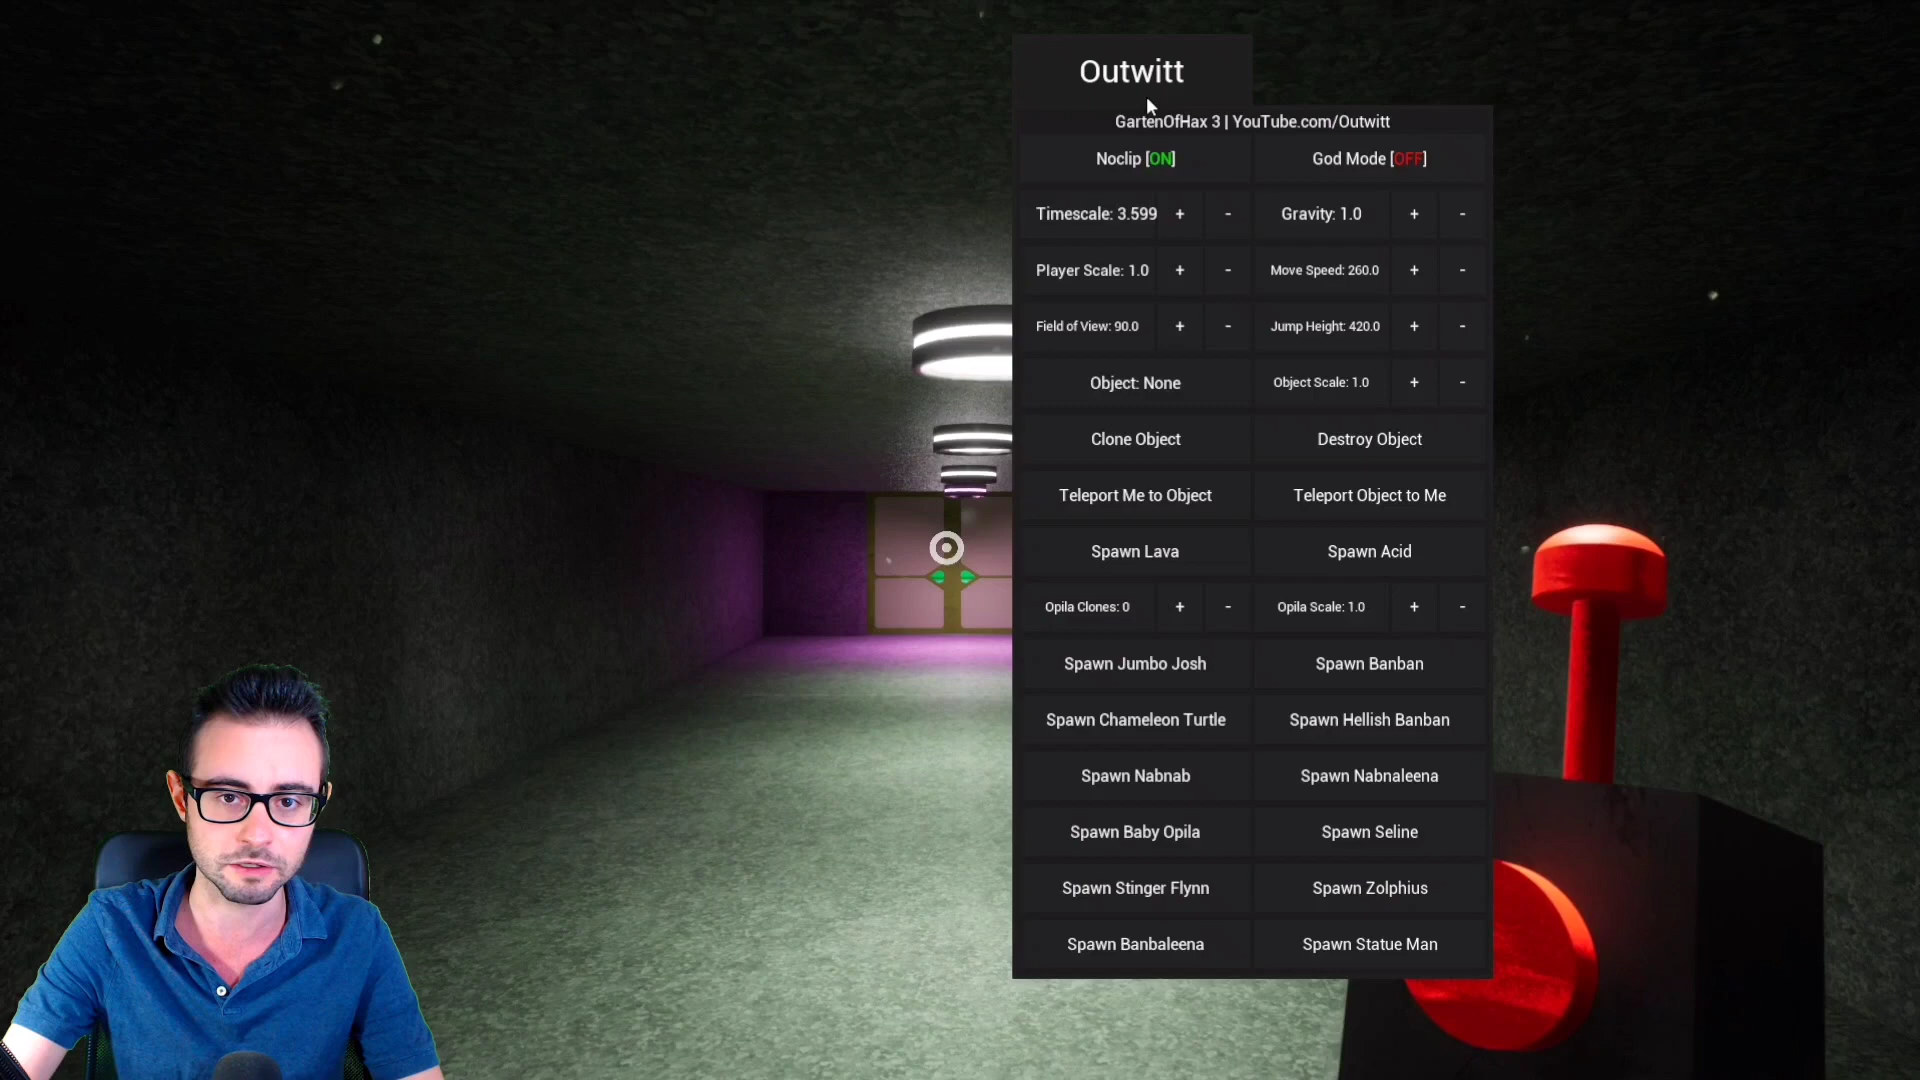 Outwitt
GartenOfHax 3 | YouTube.com/Outwitt
Noclip [ON] God Mode [OFF]
Timescale: 3.599 + - Gravity: 1.0 + -
Player Scale: 1.0 + - Move Speed: 260.0 + -
Field of View: 90.0 + - Jump Height: 420.0 + -
Object: None Object Scale: 1.0 + -
Clone Object Destroy Object
Teleport Me to Object Teleport Object to Me
Spawn Lava Spawn Acid
Opila Clones: 0 + - Opila Scale: 1.0 + -
Spawn Jumbo Josh Spawn Banban
Spawn Chameleon Turtle Spawn Hellish Banban
Spawn Nabnab Spawn Nabnaleena
Spawn Baby Opila Spawn Seline
Spawn Stinger Flynn Spawn Zolphius
Spawn Banbaleena Spawn Statue Man